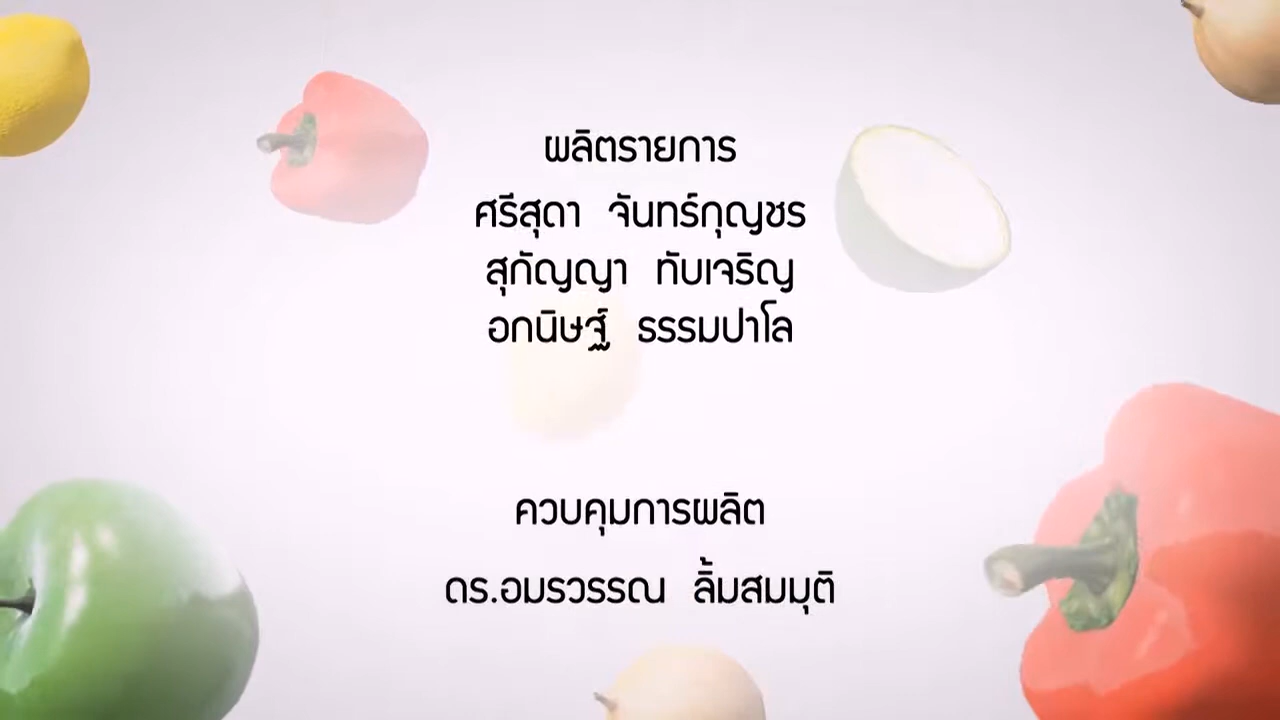 ผลิตรายการ
ศรีสุดา จันทร์กุญชร
สุกัญญา ทับเจริญ
อกนิษฐ์ ธรรมปาโล
ควบคุมการผลิต
ดร.อมรวรรณ ลิ้มสมมุติ